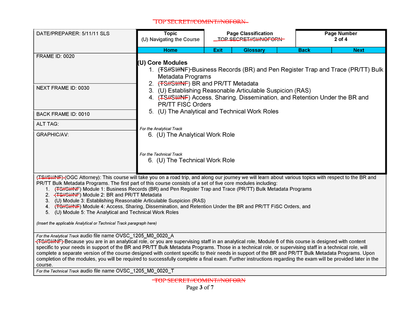 TOP SECRET//COMINT//NOFORN
DATE/PREPARER: 5/11/11 SLS
Topic
(U) Navigating the Course
Page Classification
TOP SECRET//SI//NOFORN
Page Number
2 of 4
Home Exit Glossary Back Next
FRAME ID: 0020
NEXT FRAME ID: 0030
BACK FRAME ID: 0010
ALT TAG:
GRAPHIC/AV:
(U) Core Modules
1. (TS//SI//NF) Business Records (BR) and Pen Register Trap and Trace (PR/TT) Bulk
Metadata Programs
2. (TS//SI//NF) BR and PR/TT Metadata
3. (U) Establishing Reasonable Articulable Suspicion (RAS)
4. (TS//SI//NF) Access, Sharing, Dissemination, and Retention Under the BR and
PR/TT FISC Orders
5. (U) The Analytical and Technical Work Roles
For the Analytical Track
6. (U) The Analytical Work Role
For the Technical Track
6. (U) The Technical Work Role
(TS//SI//NF) (OGC Attorney): This course will take you on a road trip, and along our journey we will learn about various topics with respect to the BR and
PR/TT Bulk Metadata Programs. The first part of this course consists of a set of five core modules including:
1. (TS//SI//NF) Module 1: Business Records (BR) and Pen Register Trap and Trace (PR/TT) Bulk Metadata Programs
2. (TS//SI//NF) Module 2: BR and PR/TT Metadata
3. (U) Module 3: Establishing Reasonable Articulable Suspicion (RAS)
4. (TS//SI//NF) Module 4: Access, Sharing, Dissemination, and Retention Under the BR and PR/TT FISC Orders, and
5. (U) Module 5: The Analytical and Technical Work Roles
(Insert the applicable Analytical or Technical Track paragraph here)
For the Analytical Track audio file name OVSC_1205_M0_0020_A
(TS//SI//NF) Because you are in an analytical role, or you are supervising staff in an analytical role, Module 6 of this course is designed with content
specific to your needs in support of the BR and PR/TT Bulk Metadata Programs. Those in a technical role, or supervising staff in a technical role, will
complete a separate version of the course designed with content specific to their needs in support of the BR and PR/TT Bulk Metadata Programs. Upon
completion of the modules, you will be required to successfully complete a final exam. Further instructions regarding the exam will be provided later in the
course.
For the Technical Track audio file name OVSC_1205_M0_0020_T
TOP SECRET//COMINT//NOFORN
Page 3 of 7